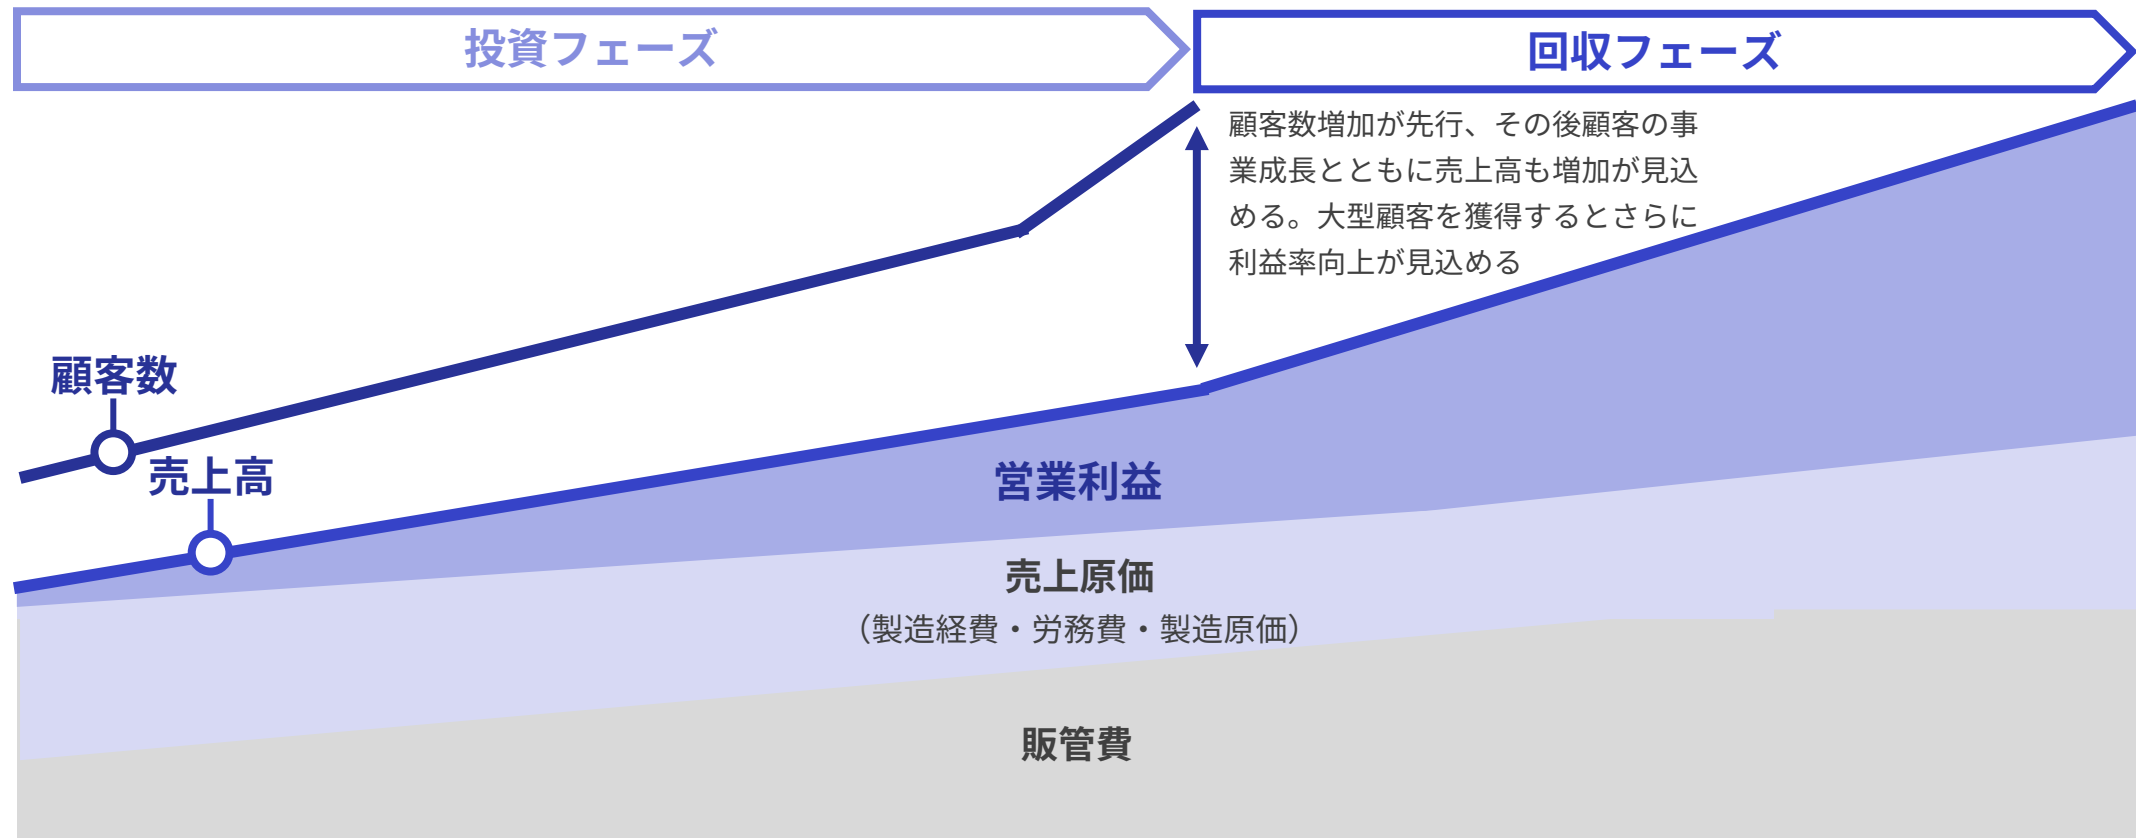 投資フェーズ
回収フェーズ
顧客数増加が先行、その後顧客の事
業成長とともに売上高も増加が見込
める。大型顧客を獲得するとさらに
利益率向上が見込める
顧客数
売上高
営業利益
売上原価
（製造経費・労務費・製造原価）
販管費